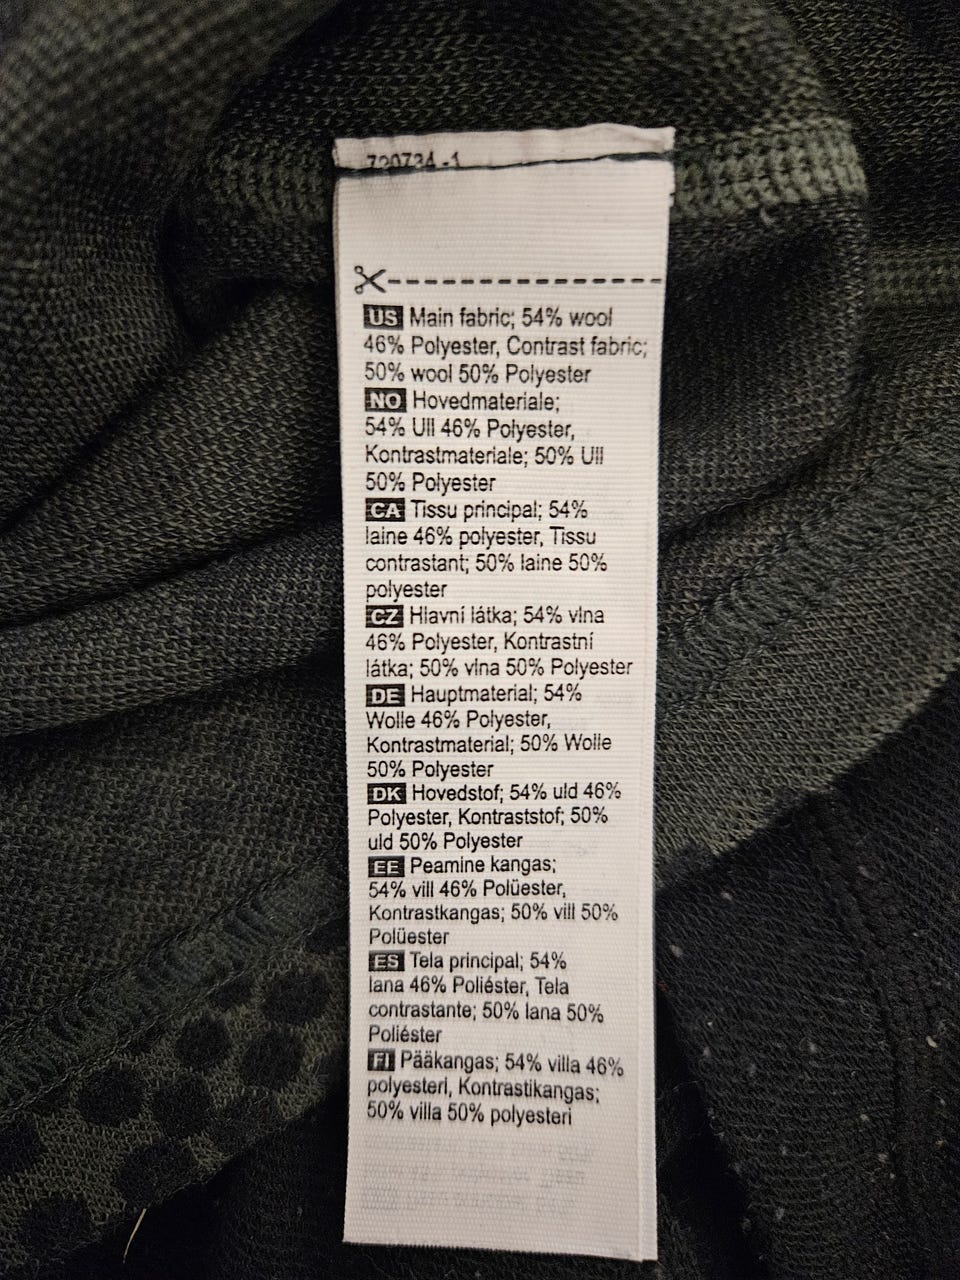 720734-1
US Main fabric; 54% wool
46% Polyester, Contrast fabric;
50% wool 50% Polyester
NO Hovedmateriale;
54% Ull 46% Polyester,
Kontrastmateriale; 50% Ull
50% Polyester
CA Tissu principal; 54%
laine 46% polyester, Tissu
contrastant; 50% laine 50%
polyester
CZ Hlavní látka; 54% vlna
46% Polyester, Kontrastní
látka; 50% vlna 50% Polyester
DE Hauptmaterial; 54%
Wolle 46% Polyester,
Kontrastmaterial; 50% Wolle
50% Polyester
DK Hovedstof; 54% uld 46%
Polyester, Kontraststof; 50%
uld 50% Polyester
EE Peamine kangas;
54% vill 46% Polüester,
Kontrastkangas; 50% vill 50%
Polüester
ES Tela principal; 54%
lana 46% Poliéster, Tela
contrastante; 50% lana 50%
Poliéster
FI Pääkangas; 54% villa 46%
polyesteri, Kontrastikangas;
50% villa 50% polyesteri